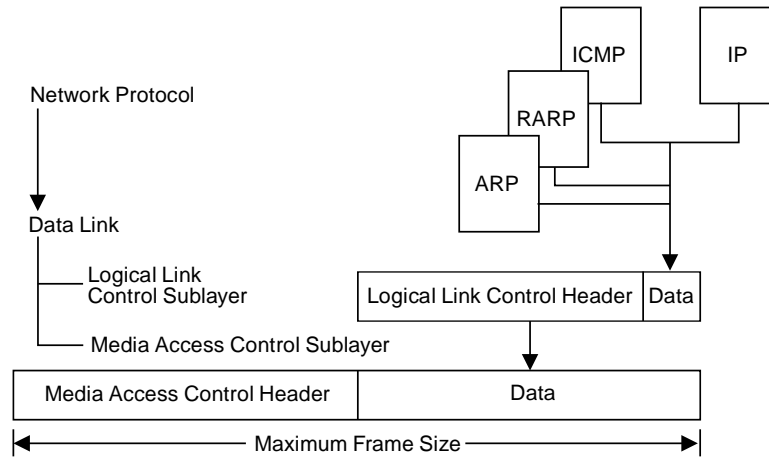 ICMP
IP
Network Protocol
RARP
ARP
Data Link
Logical Link
Control Sublayer
Logical Link Control Header
Data
Media Access Control Sublayer
Media Access Control Header
Data
Maximum Frame Size